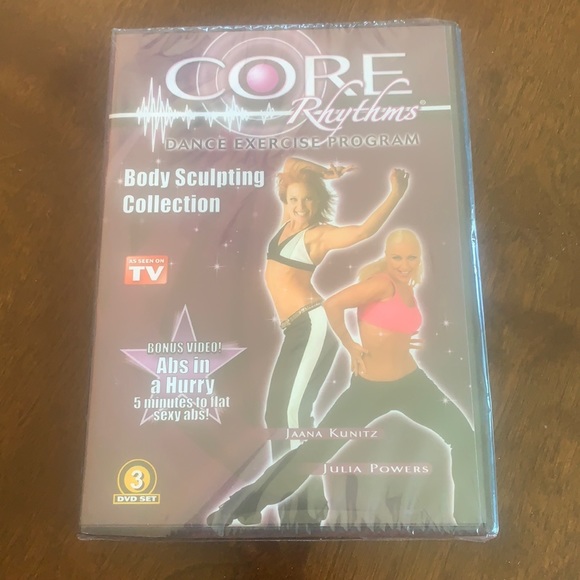 CORE
Rhythms®
DANCE EXERCISE PROGRAM
Body Sculpting
Collection
AS SEEN ON
TV
BONUS VIDEO!
Abs in
a Hurry
5 minutes to flat
sexy abs!
JAANA KUNITZ
JULIA POWERS
3
DVD SET